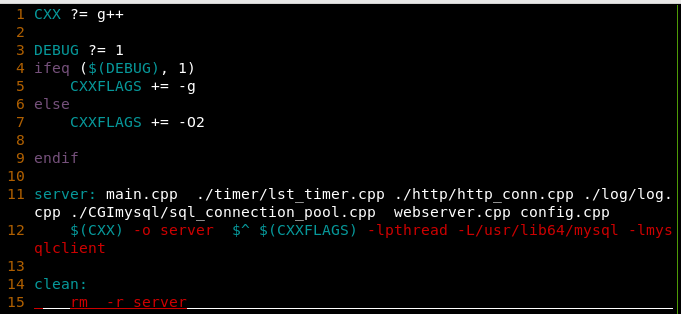 1 CXX ?= g++
2
3 DEBUG ?= 1
4 ifeq ($(DEBUG), 1)
5     CXXFLAGS += -g
6 else
7     CXXFLAGS += -O2
8
9 endif
10
11 server: main.cpp  ./timer/lst_timer.cpp ./http/http_conn.cpp ./log/log.
cpp ./CGImysql/sql_connection_pool.cpp  webserver.cpp config.cpp
12     $(CXX) -o server  $^ $(CXXFLAGS) -lpthread -L/usr/lib64/mysql -lmys
qlclient
13
14 clean:
15     rm  -r server